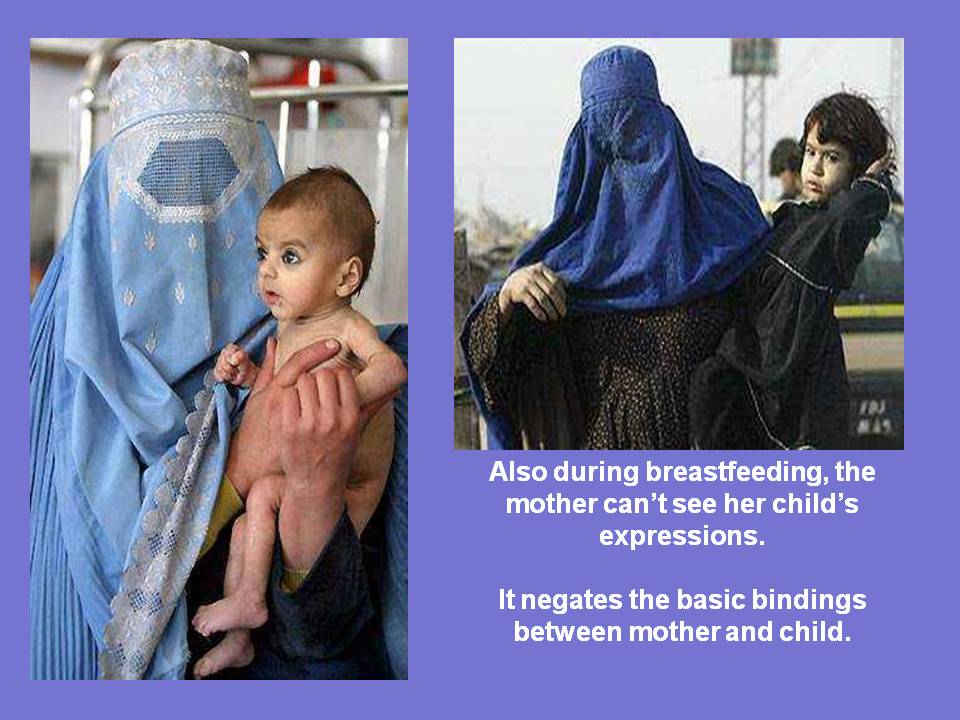 Also during breastfeeding, the
mother can’t see her child’s
expressions.
It negates the basic bindings
between mother and child.